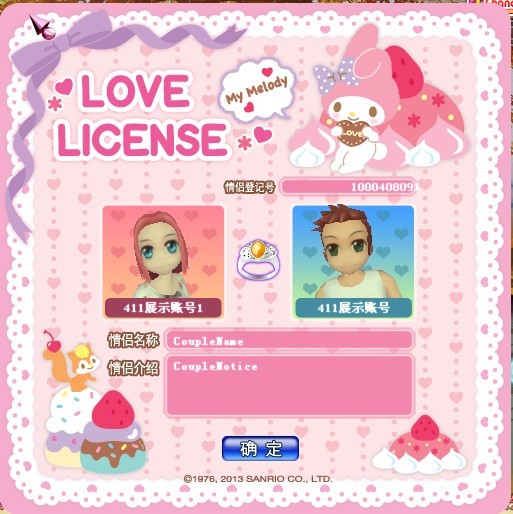 LOVE
LICENSE
My Melody
LOVE
情侣登记号 100040809
411展示账号1
411展示账号
情侣名称 CoupleName
情侣介绍 CoupleNotice
确 定
©1976, 2013 SANRIO CO., LTD.